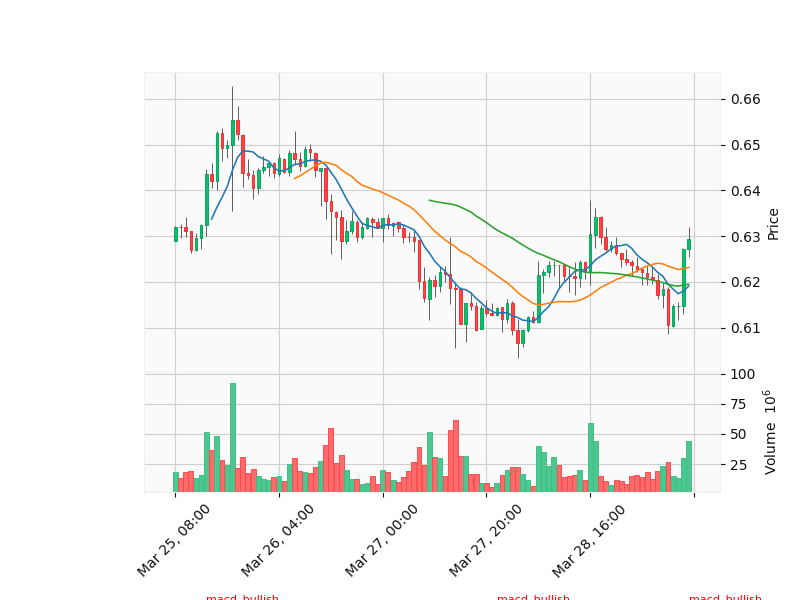 0.66
0.65
0.64
0.63
0.62
0.61
Price
100
75
50
25
Volume 10^6
Mar 25, 08:00
Mar 26, 04:00
Mar 27, 00:00
Mar 27, 20:00
Mar 28, 16:00
macd_bullish macd_bullish macd_bullish